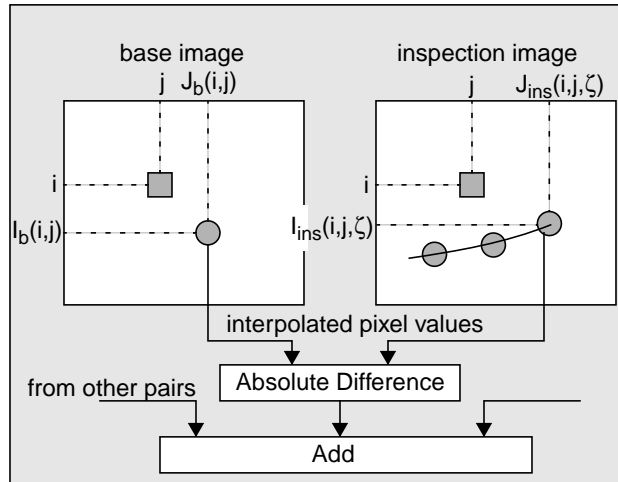 base image
inspection image
j J_b(i,j)
j J_ins(i,j,ζ)
i
i
I_b(i,j)
I_ins(i,j,ζ)
interpolated pixel values
Absolute Difference
from other pairs
Add